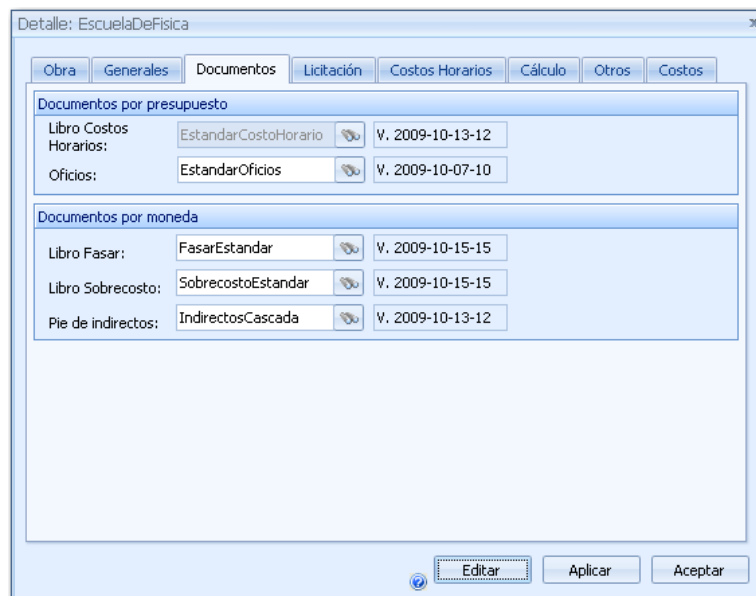 Detalle: EscuelaDeFisica
Obra Generales Documentos Licitación Costos Horarios Cálculo Otros Costos
Documentos por presupuesto
Libro Costos
Horarios: EstandarCostoHorario V. 2009-10-13-12
Oficios: EstandarOficios V. 2009-10-07-10
Documentos por moneda
Libro Fasar: FasarEstandar V. 2009-10-15-15
Libro Sobrecosto: SobrecostoEstandar V. 2009-10-15-15
Pie de indirectos: IndirectosCascada V. 2009-10-13-12
Editar Aplicar Aceptar